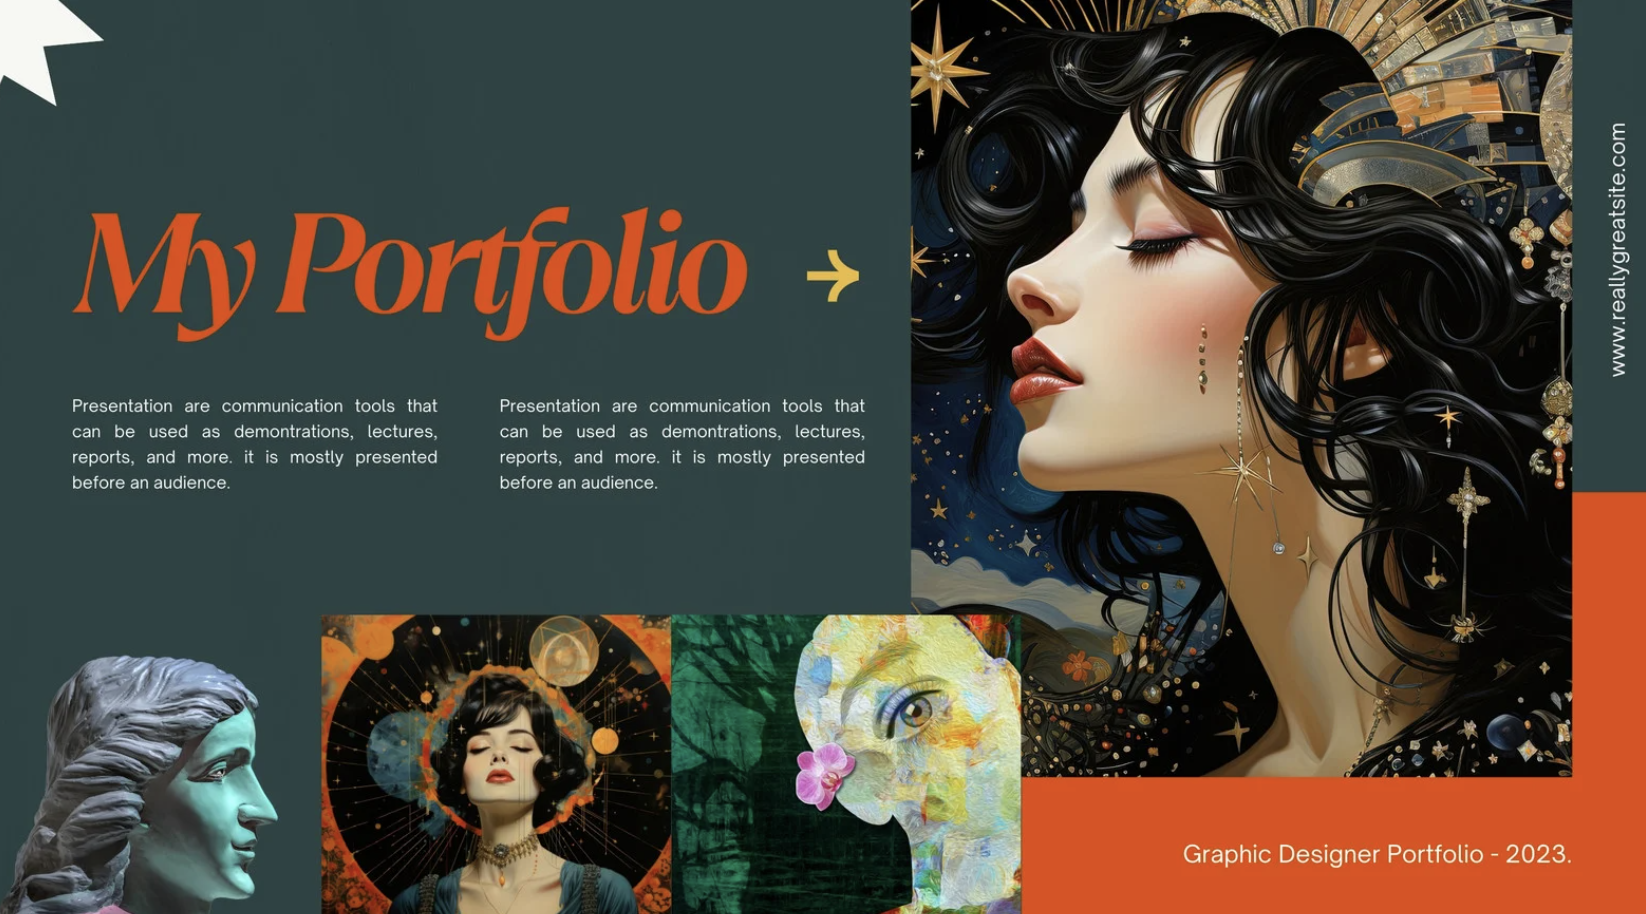 My Portfolio
Presentation are communication tools that
can be used as demontrations, lectures,
reports, and more. it is mostly presented
before an audience.
Presentation are communication tools that
can be used as demontrations, lectures,
reports, and more. it is mostly presented
before an audience.
www.reallygreatsite.com
Graphic Designer Portfolio - 2023.